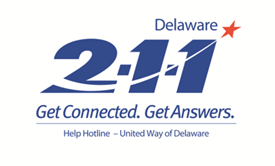 Delaware
2-1-1
Get Connected. Get Answers.
Help Hotline – United Way of Delaware